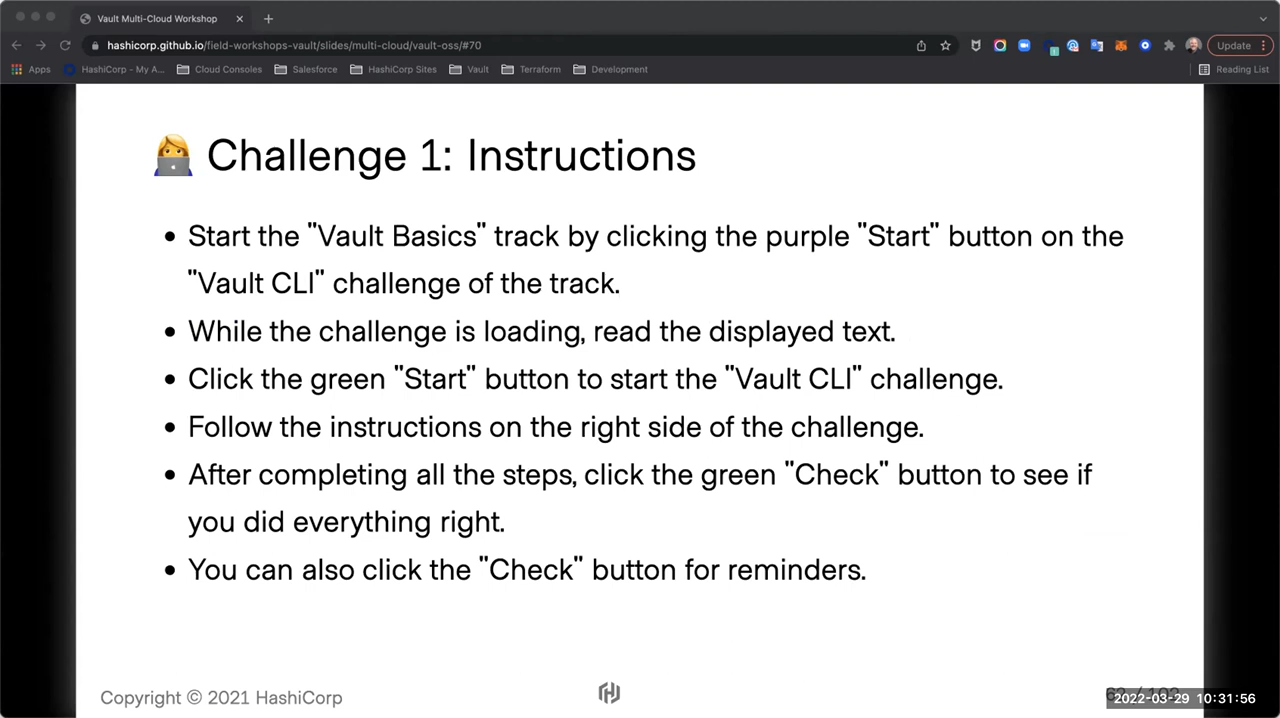 Vault Multi-Cloud Workshop
hashicorp.github.io/field-workshops-vault/slides/multi-cloud/vault-oss/#70
Update
Apps
HashiCorp - My A...
Cloud Consoles
Salesforce
HashiCorp Sites
Vault
Terraform
Development
Reading List
Challenge 1: Instructions
• Start the "Vault Basics" track by clicking the purple "Start" button on the
"Vault CLI" challenge of the track.
• While the challenge is loading, read the displayed text.
• Click the green "Start" button to start the "Vault CLI" challenge.
• Follow the instructions on the right side of the challenge.
• After completing all the steps, click the green "Check" button to see if
you did everything right.
• You can also click the "Check" button for reminders.
Copyright © 2021 HashiCorp
2022-03-29 10:31:56